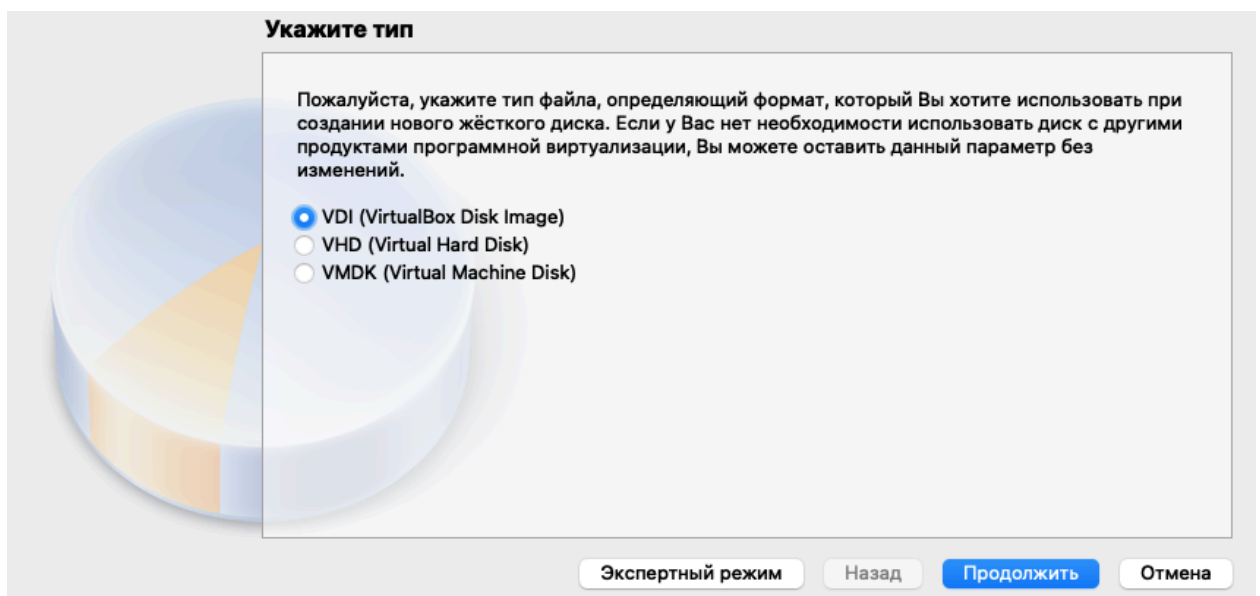 Укажите тип
Пожалуйста, укажите тип файла, определяющий формат, который Вы хотите использовать при
создании нового жёсткого диска. Если у Вас нет необходимости использовать диск с другими
продуктами программной виртуализации, Вы можете оставить данный параметр без
изменений.
VDI (VirtualBox Disk Image)
VHD (Virtual Hard Disk)
VMDK (Virtual Machine Disk)
Экспертный режим Назад Продолжить Отмена